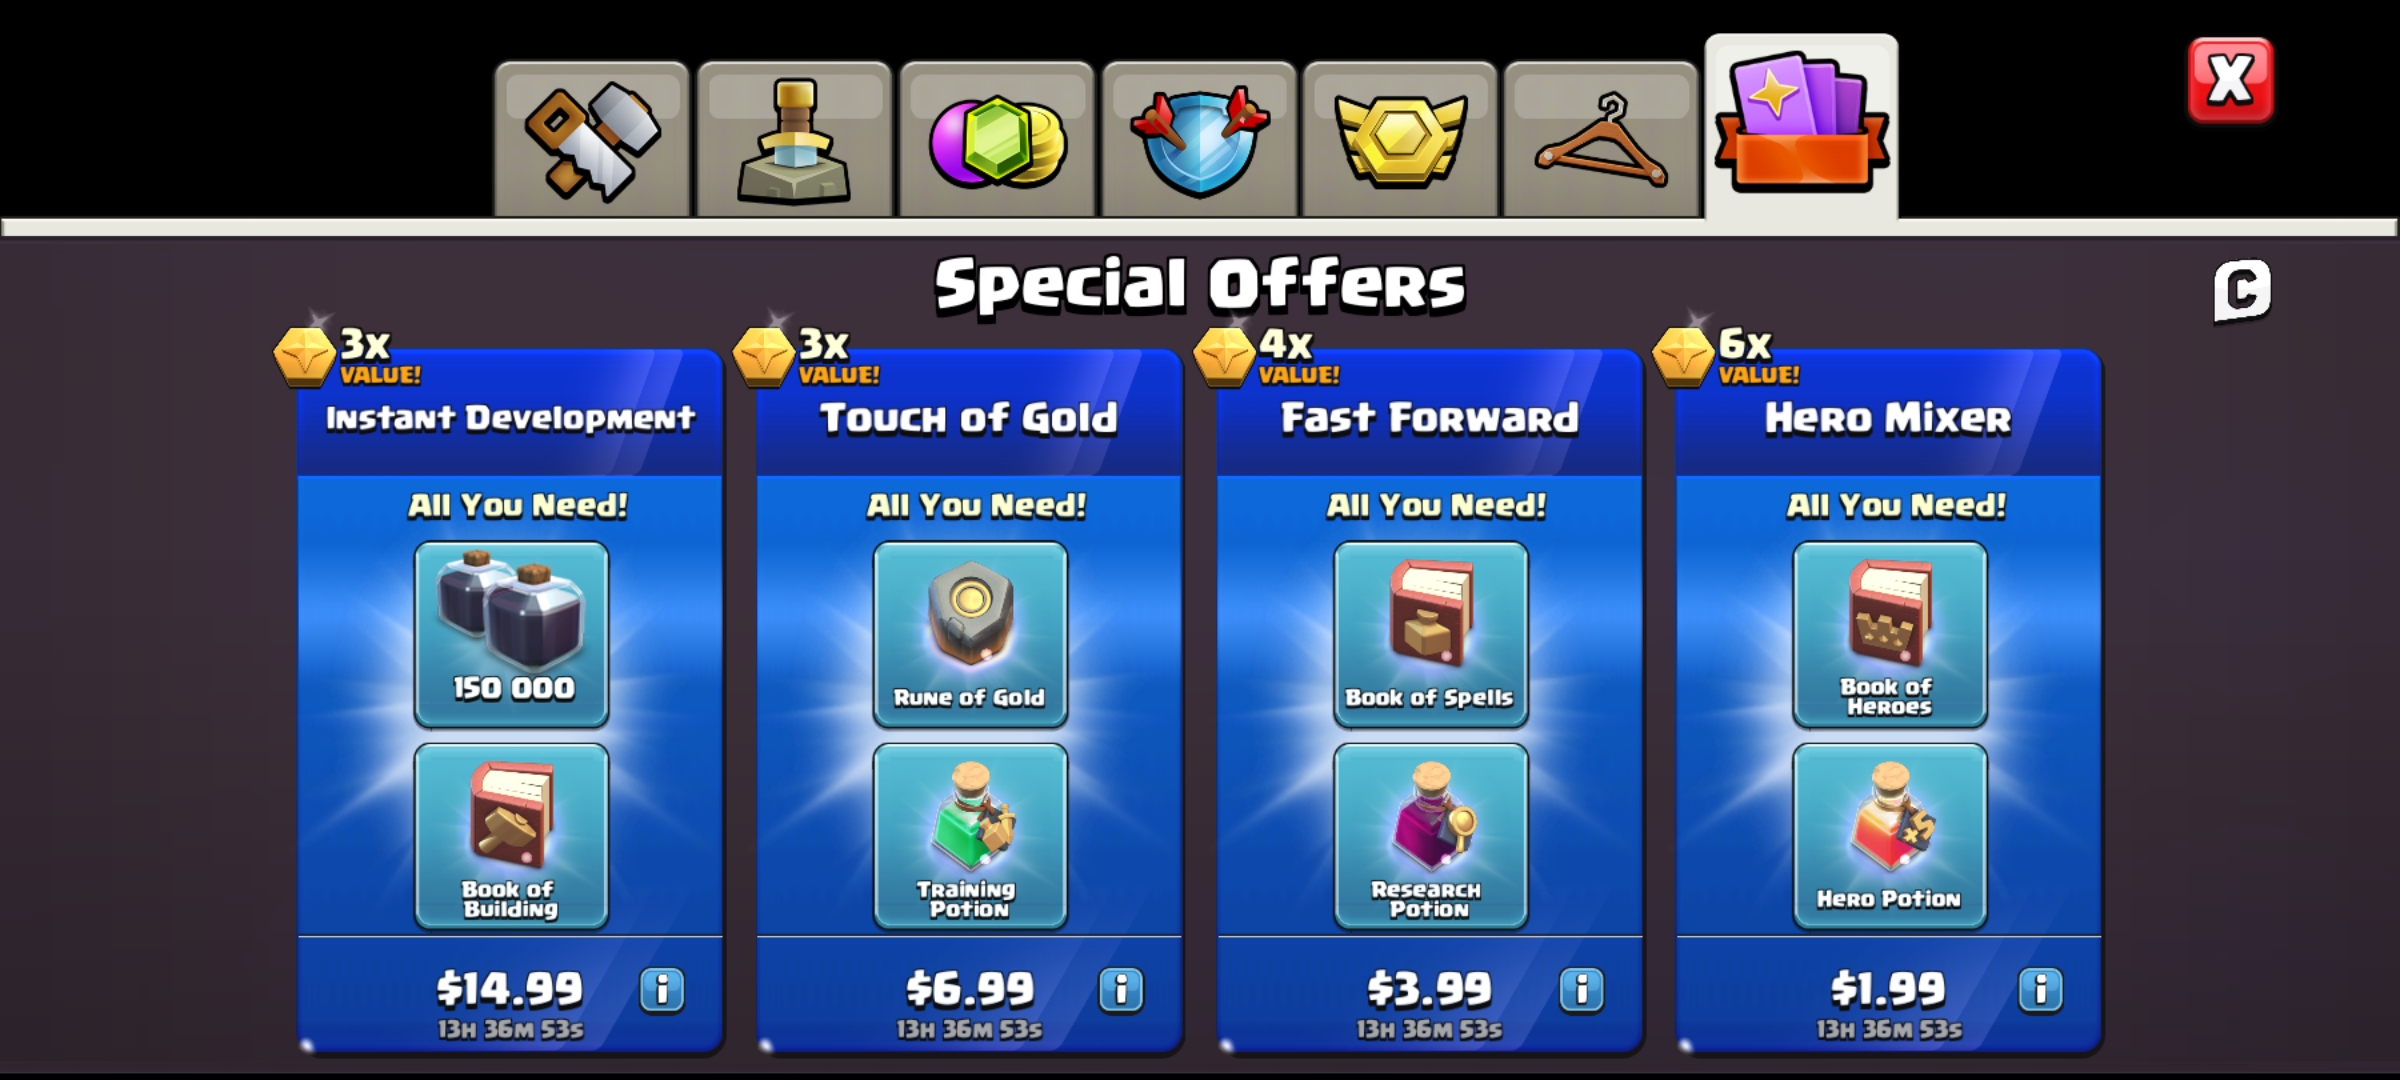 X
Special Offers
C
3x
VALUE!
Instant Development
All You Need!
150 000
Book of
Building
$14.99
i
13H 36M 53s
3x
VALUE!
Touch of Gold
All You Need!
Rune of Gold
Training
Potion
$6.99
i
13H 36M 53s
4x
VALUE!
Fast Forward
All You Need!
Book of Spells
Research
Potion
$3.99
i
13H 36M 53s
6x
VALUE!
Hero Mixer
All You Need!
Book of
Heroes
+5
Hero Potion
$1.99
i
13H 36M 53s